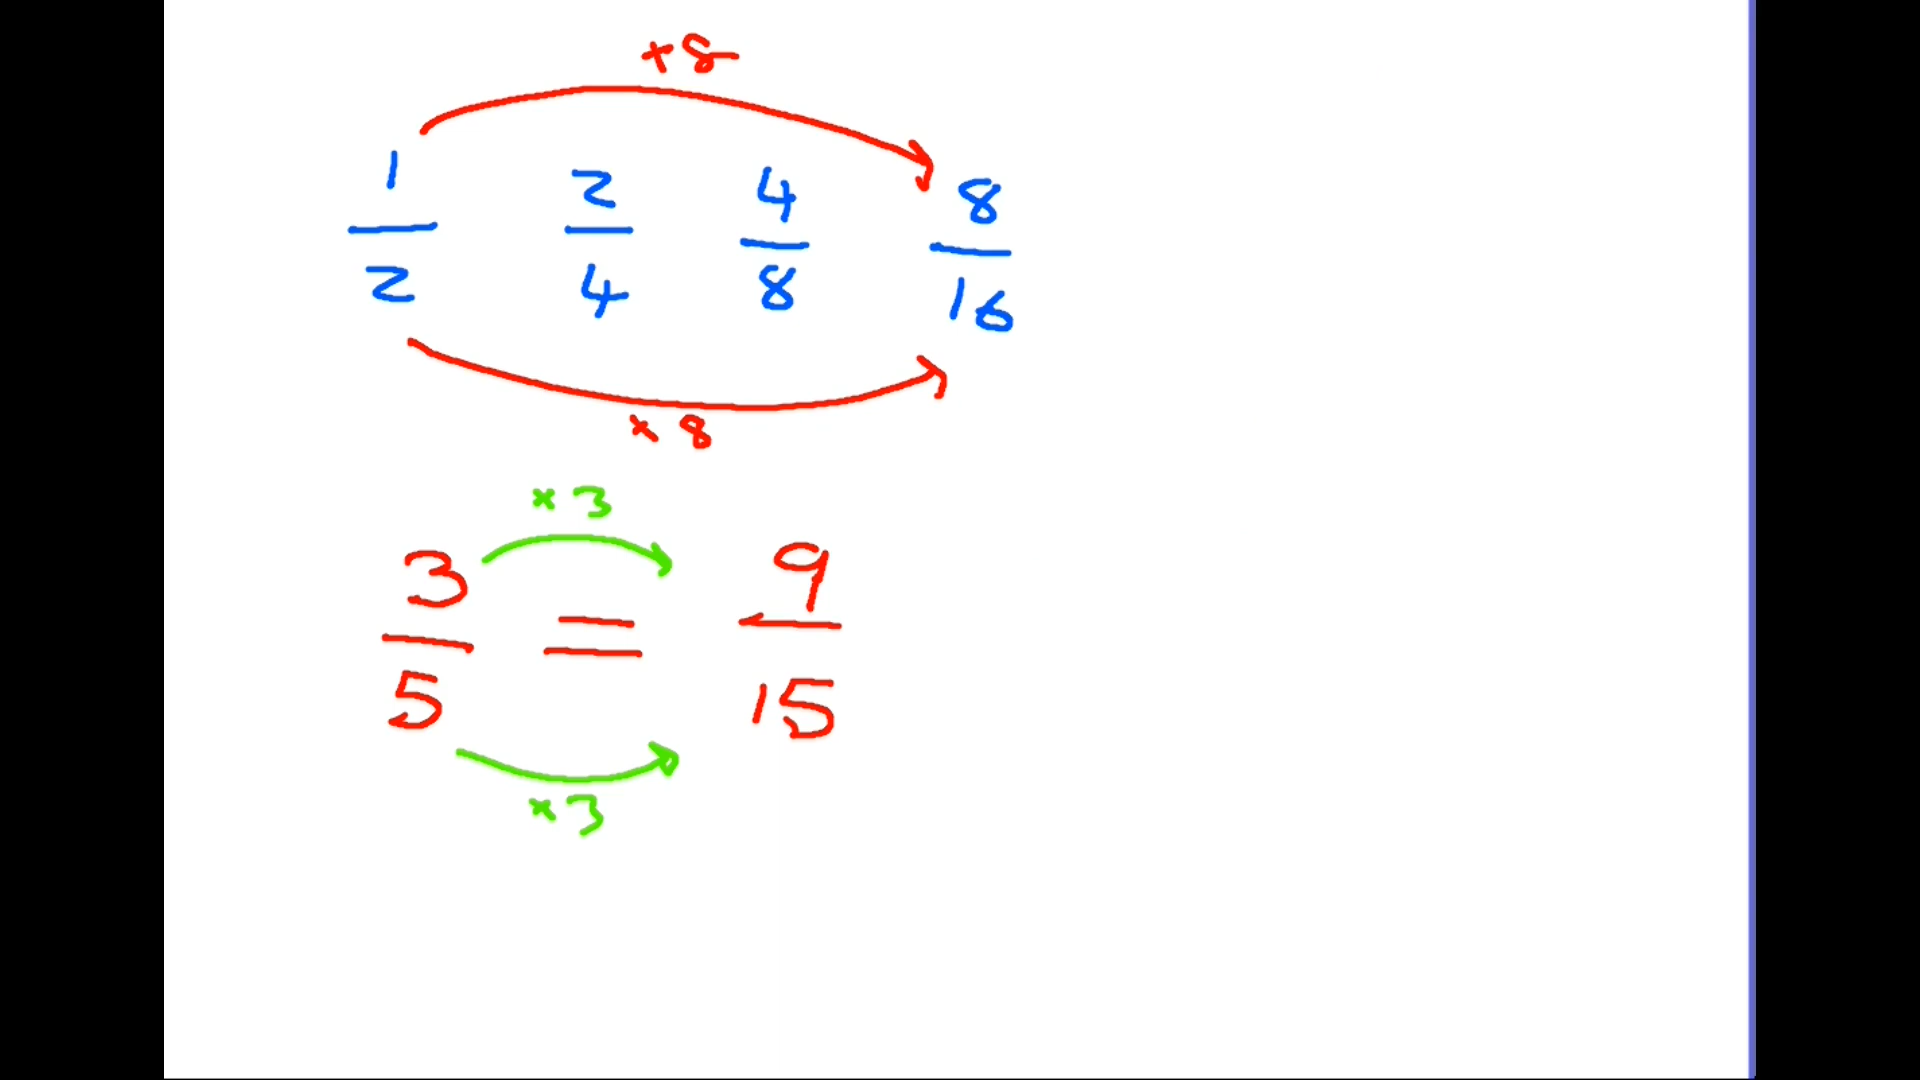 ×8
1/2 2/4 4/8 8/16
×8
×3
3/5 = 9/15
×3